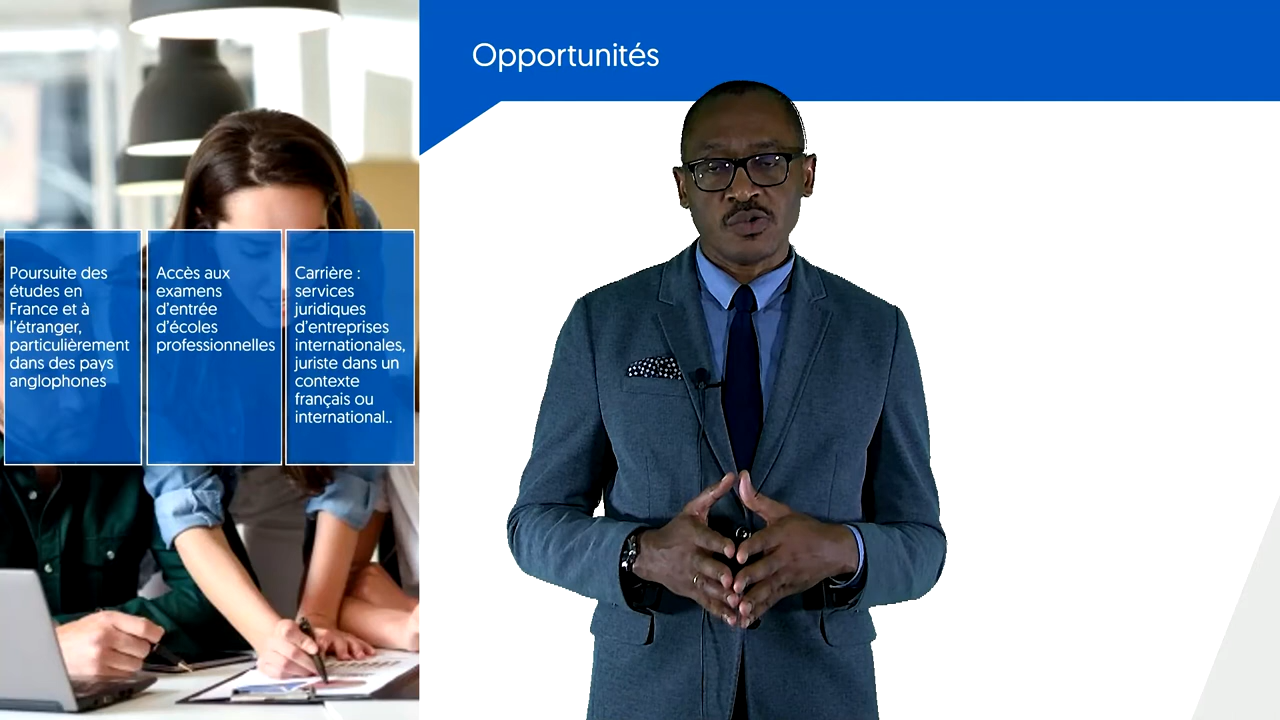 Opportunités
Poursuite des
études en
France et à
l'étranger,
particulièrement
dans des pays
anglophones
Accès aux
examens
d'entrée
d'écoles
professionnelles
Carrière :
services
juridiques
d'entreprises
internationales,
juriste dans un
contexte
français ou
international..